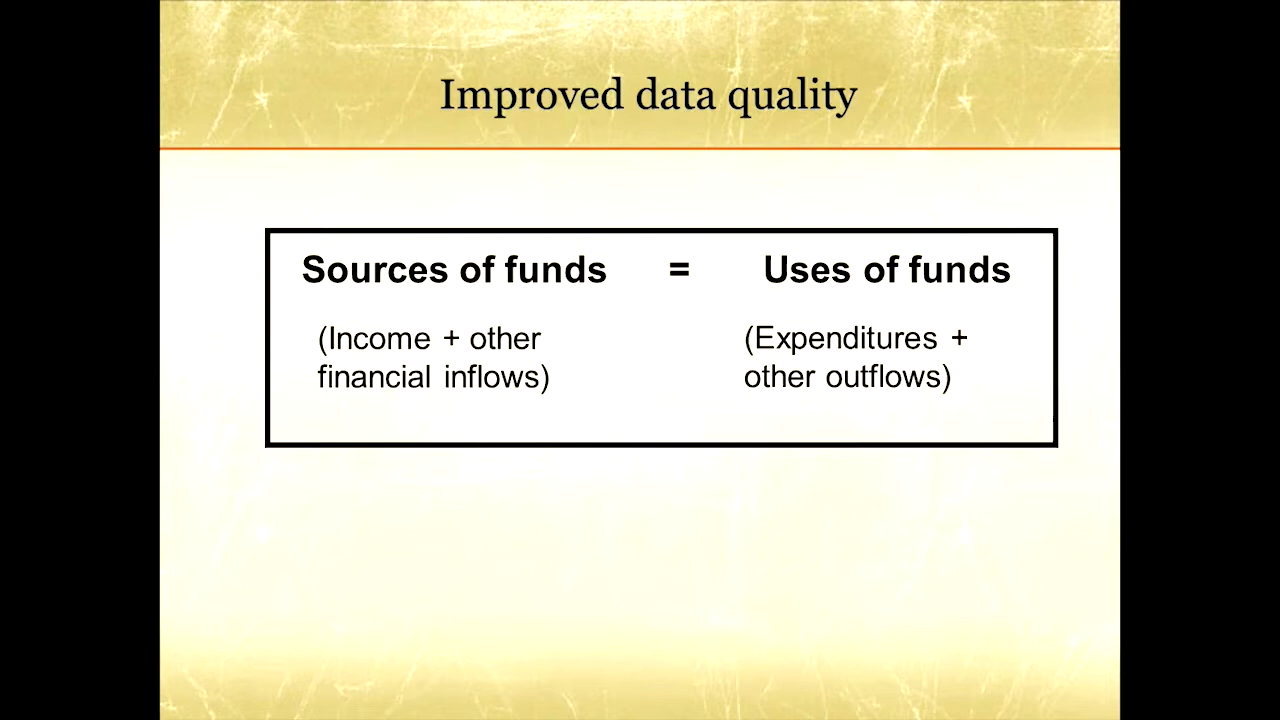 Improved data quality
Sources of funds = Uses of funds
(Income + other
financial inflows)
(Expenditures +
other outflows)